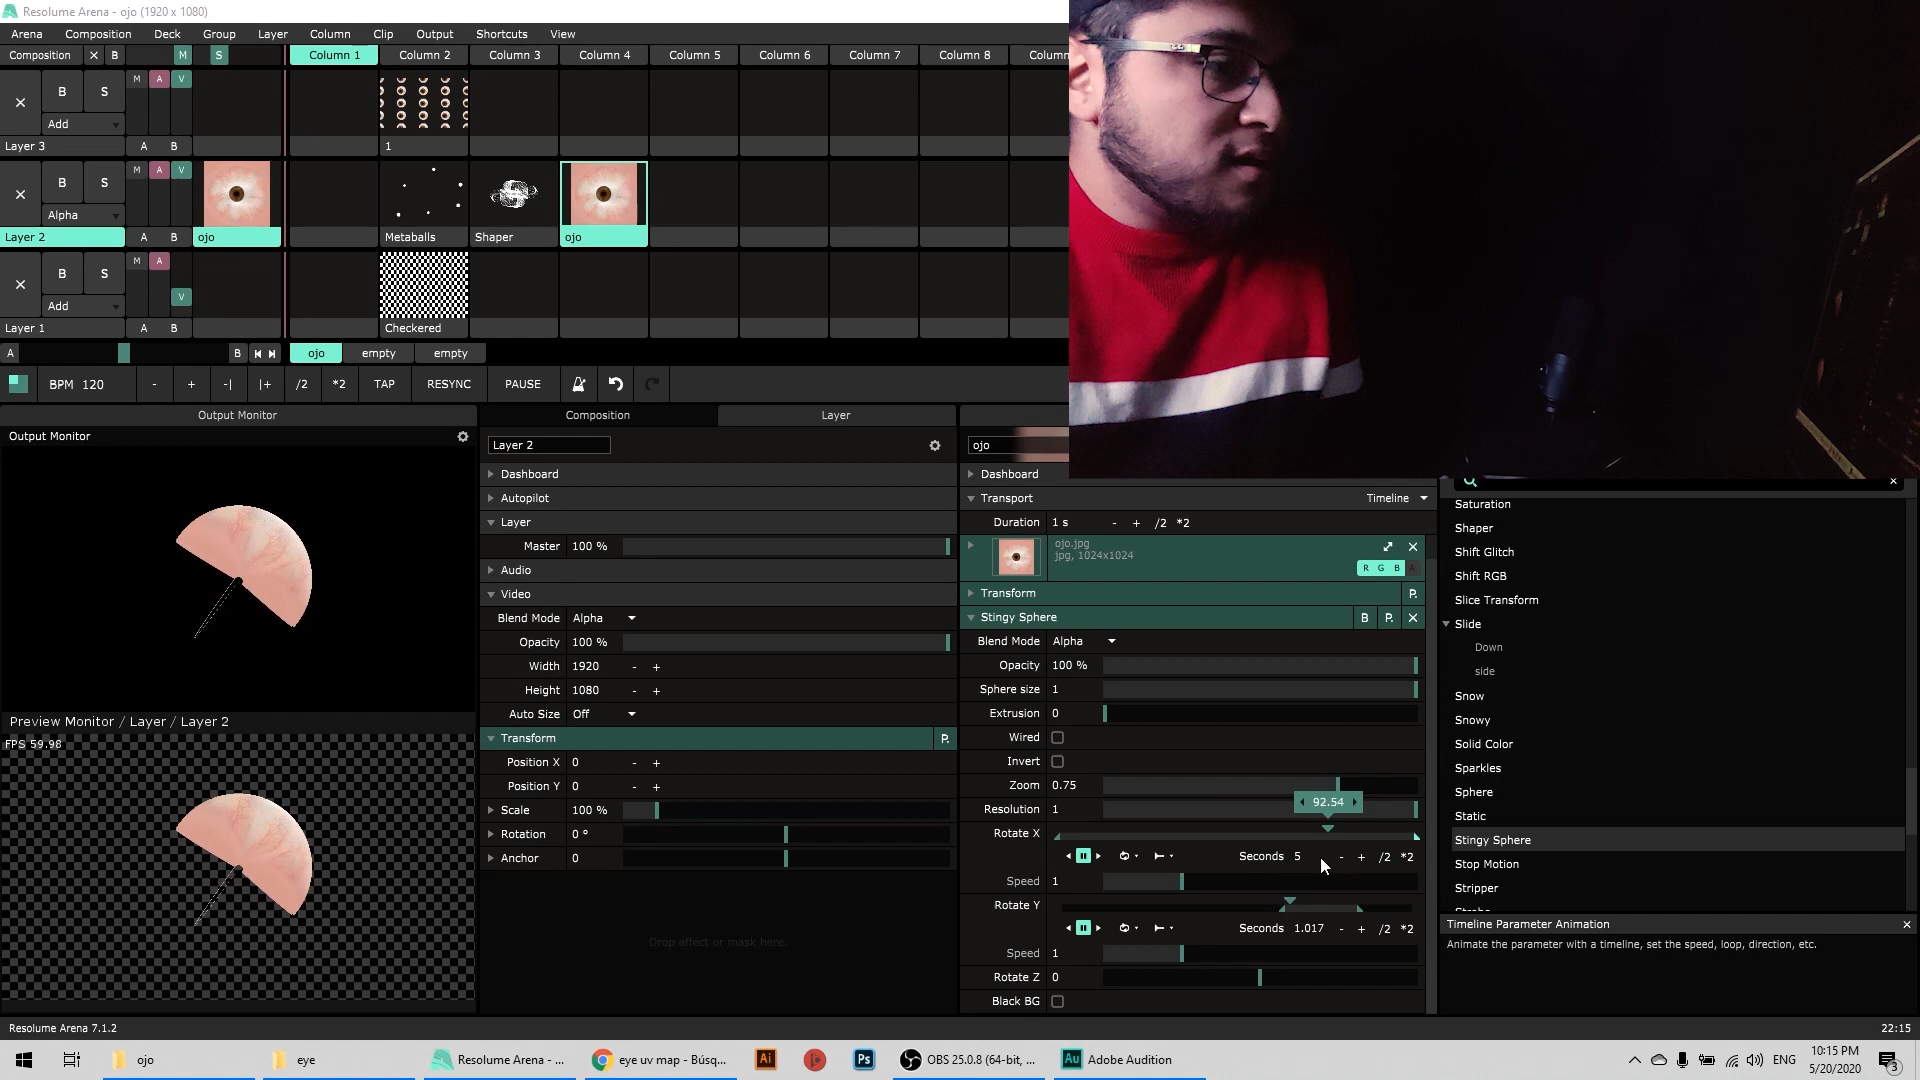 Resolume Arena - ojo (1920 x 1080)
Arena Composition Deck Group Layer Column Clip Output Shortcuts View
Composition X B M S Column 1 Column 2 Column 3 Column 4 Column 5 Column 6 Column 7 Column 8
B S M A V
Add
Layer 3 A B 1
B S M A V
Alpha
Layer 2 A B ojo Metaballs Shaper ojo
B S M A
Add V
Layer 1 A B Checkered
A B ojo empty empty
BPM 120 - + -| |+ /2 *2 TAP RESYNC PAUSE
Output Monitor Composition Layer
Output Monitor
Layer 2
ojo
Dashboard
Autopilot
Layer
Master 100 %
Audio
Video
Blend Mode Alpha
Opacity 100 %
Width 1920 - +
Height 1080 - +
Auto Size Off
Transform P.
Position X 0 - +
Position Y 0 - +
Scale 100 %
Rotation 0 °
Anchor 0
Drop effect or mask here.
Preview Monitor / Layer / Layer 2
FPS 59.98
Dashboard
Transport Timeline
Duration 1 s - + /2 *2
ojo.jpg
jpg, 1024x1024
R G B A
Transform P.
Stingy Sphere B P.
Blend Mode Alpha
Opacity 100 %
Sphere size 1
Extrusion 0
Wired
Invert
Zoom 0.75
92.54
Resolution 1
Rotate X
Seconds 5 - + /2 *2
Speed 1
Rotate Y
Seconds 1.017 - + /2 *2
Speed 1
Rotate Z 0
Black BG
Saturation
Shaper
Shift Glitch
Shift RGB
Slice Transform
Slide
Down
side
Snow
Snowy
Solid Color
Sparkles
Sphere
Static
Stingy Sphere
Stop Motion
Stripper
Timeline Parameter Animation
Animate the parameter with a timeline, set the speed, loop, direction, etc.
Resolume Arena 7.1.2 22:15
ojo eye Resolume Arena - ... eye uv map - Búsq... Ai Ps OBS 25.0.8 (64-bit, ... Au Adobe Audition ENG 10:15 PM
5/20/2020 3